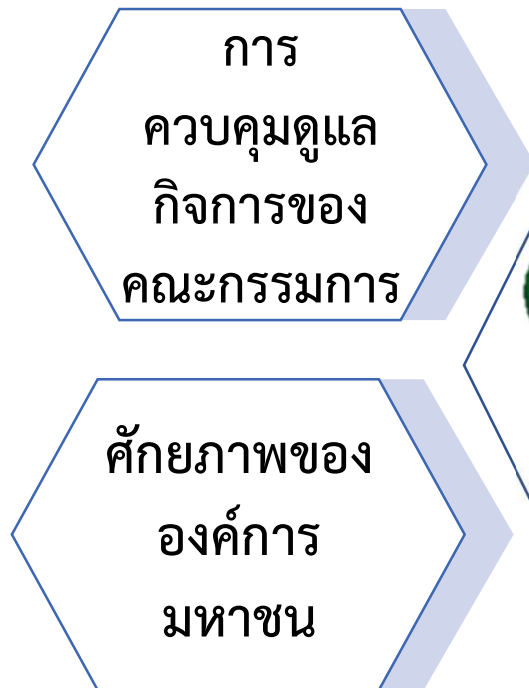 การ
ควบคุมดูแล
กิจการของ
คณะกรรมการ
ศักยภาพของ
องค์การ
มหาชน